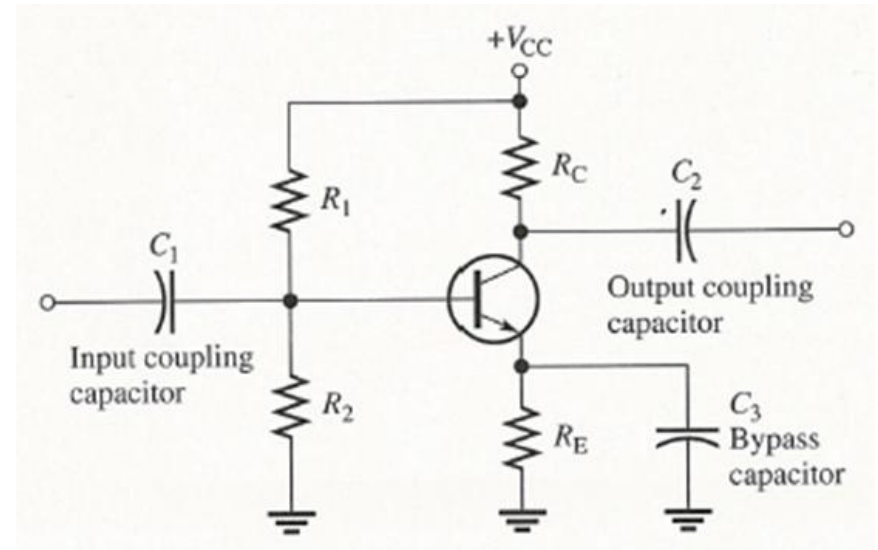 +VCC
RC
C2
R1
C1
Output coupling
capacitor
Input coupling
capacitor
R2
C3
RE
Bypass
capacitor